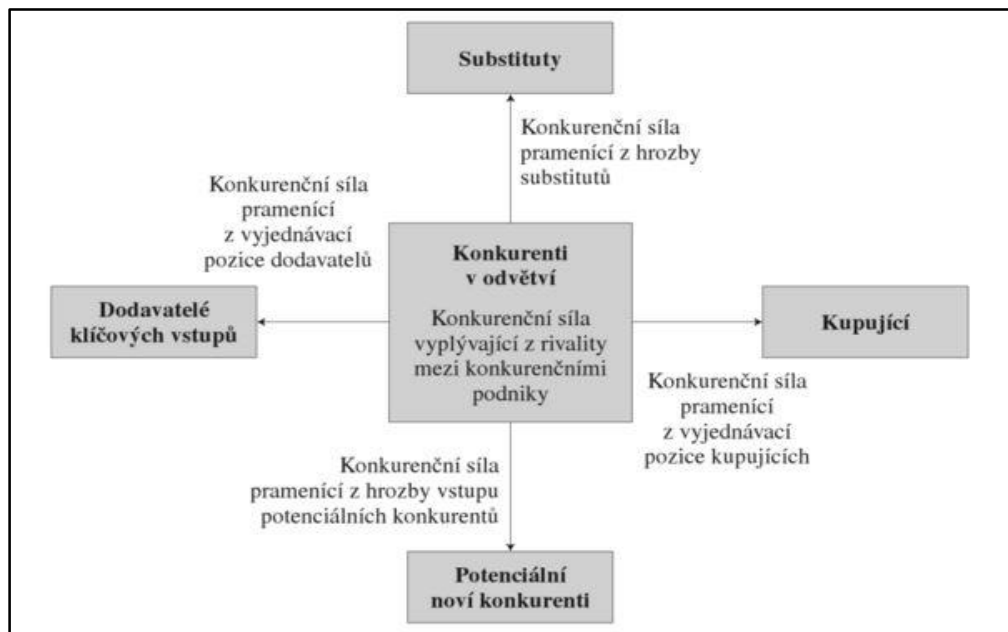 Substituty
Konkurenční síla
pramenící z hrozby
substitutů
Konkurenční síla
pramenící
z vyjednávací
pozice dodavatelů
Konkurenti
v odvětví
Konkurenční síla
vyplývající z rivality
mezi konkurenčními
podniky
Dodavatelé
klíčových vstupů
Kupující
Konkurenční síla
pramenící
z vyjednávací
pozice kupujících
Konkurenční síla
pramenící z hrozby vstupu
potenciálních konkurentů
Potenciální
noví konkurenti